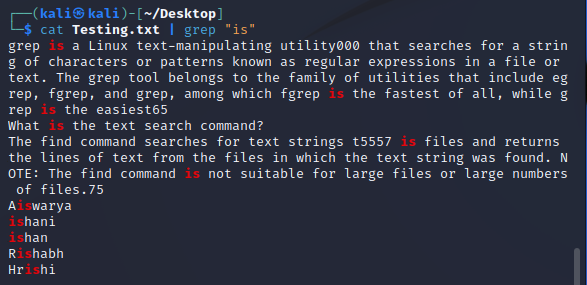 ┌──(kali㉿kali)-[~/Desktop]
└─$ cat Testing.txt | grep "is"
grep is a Linux text-manipulating utility000 that searches for a strin
g of characters or patterns known as regular expressions in a file or
text. The grep tool belongs to the family of utilities that include eg
rep, fgrep, and grep, among which fgrep is the fastest of all, while g
rep is the easiest65
What is the text search command?
The find command searches for text strings t5557 is files and returns
the lines of text from the files in which the text string was found. N
OTE: The find command is not suitable for large files or large numbers
 of files.75
Aiswarya
ishani
ishan
Rishabh
Hrishi